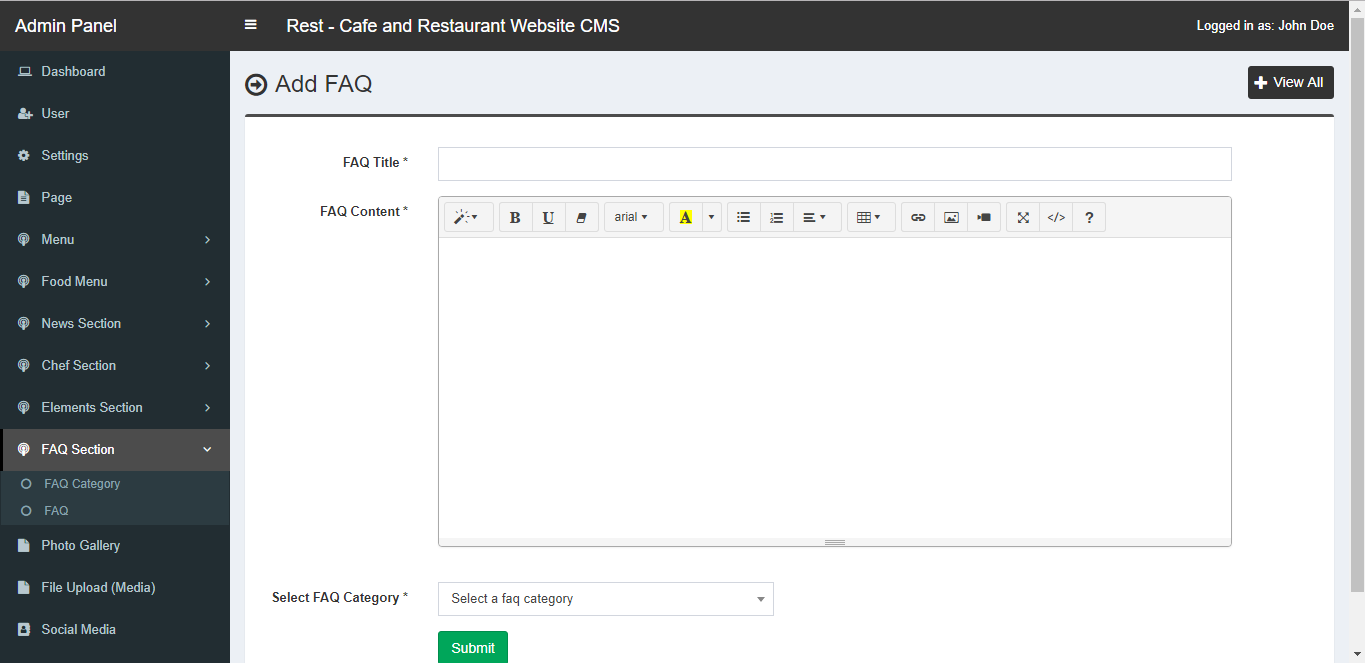 Admin Panel
Rest - Cafe and Restaurant Website CMS
Logged in as: John Doe
Dashboard
User
Settings
Page
Menu
Food Menu
News Section
Chef Section
Elements Section
FAQ Section
FAQ Category
FAQ
Photo Gallery
File Upload (Media)
Social Media
Add FAQ
View All
FAQ Title *
FAQ Content *
B U arial A </> ?
Select FAQ Category *
Select a faq category
Submit